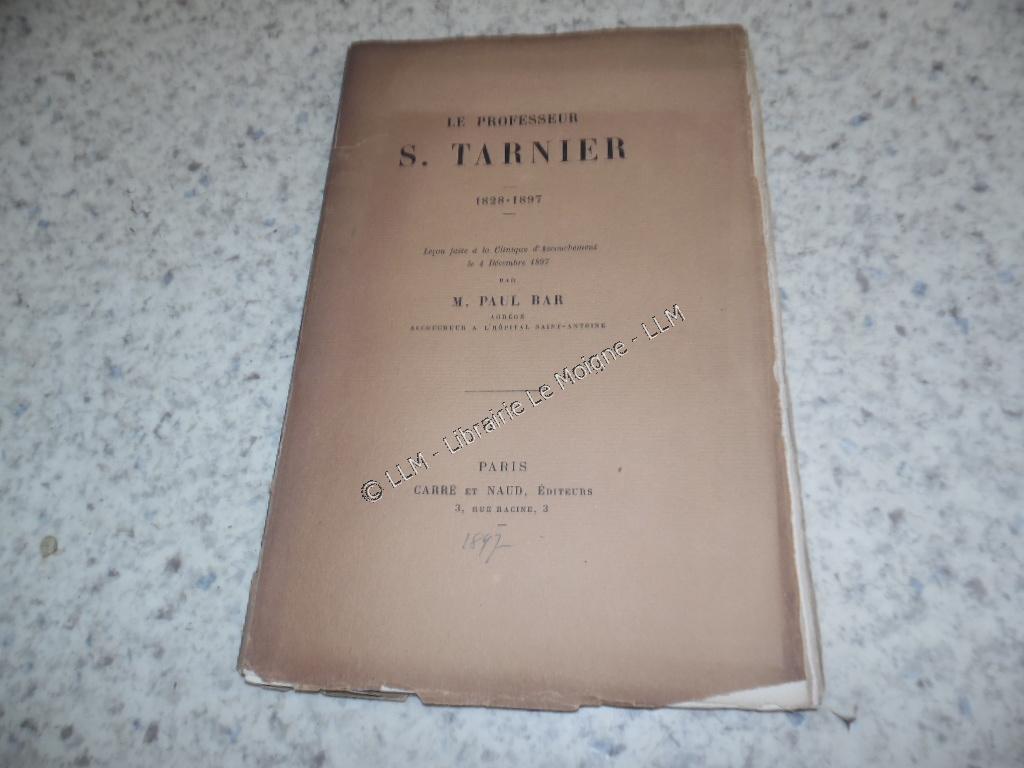 LE PROFESSEUR
S. TARNIER
1828-1897
Leçon faite à la Clinique d'Accouchement
le 4 Décembre 1897
PAR
M. PAUL BAR
AGRÉGÉ
ACCOUCHEUR A L'HÔPITAL SAINT-ANTOINE
© LLM - Librairie Le Moigne - LLM
PARIS
CARRÉ ET NAUD, ÉDITEURS
3, RUE RACINE, 3
1897